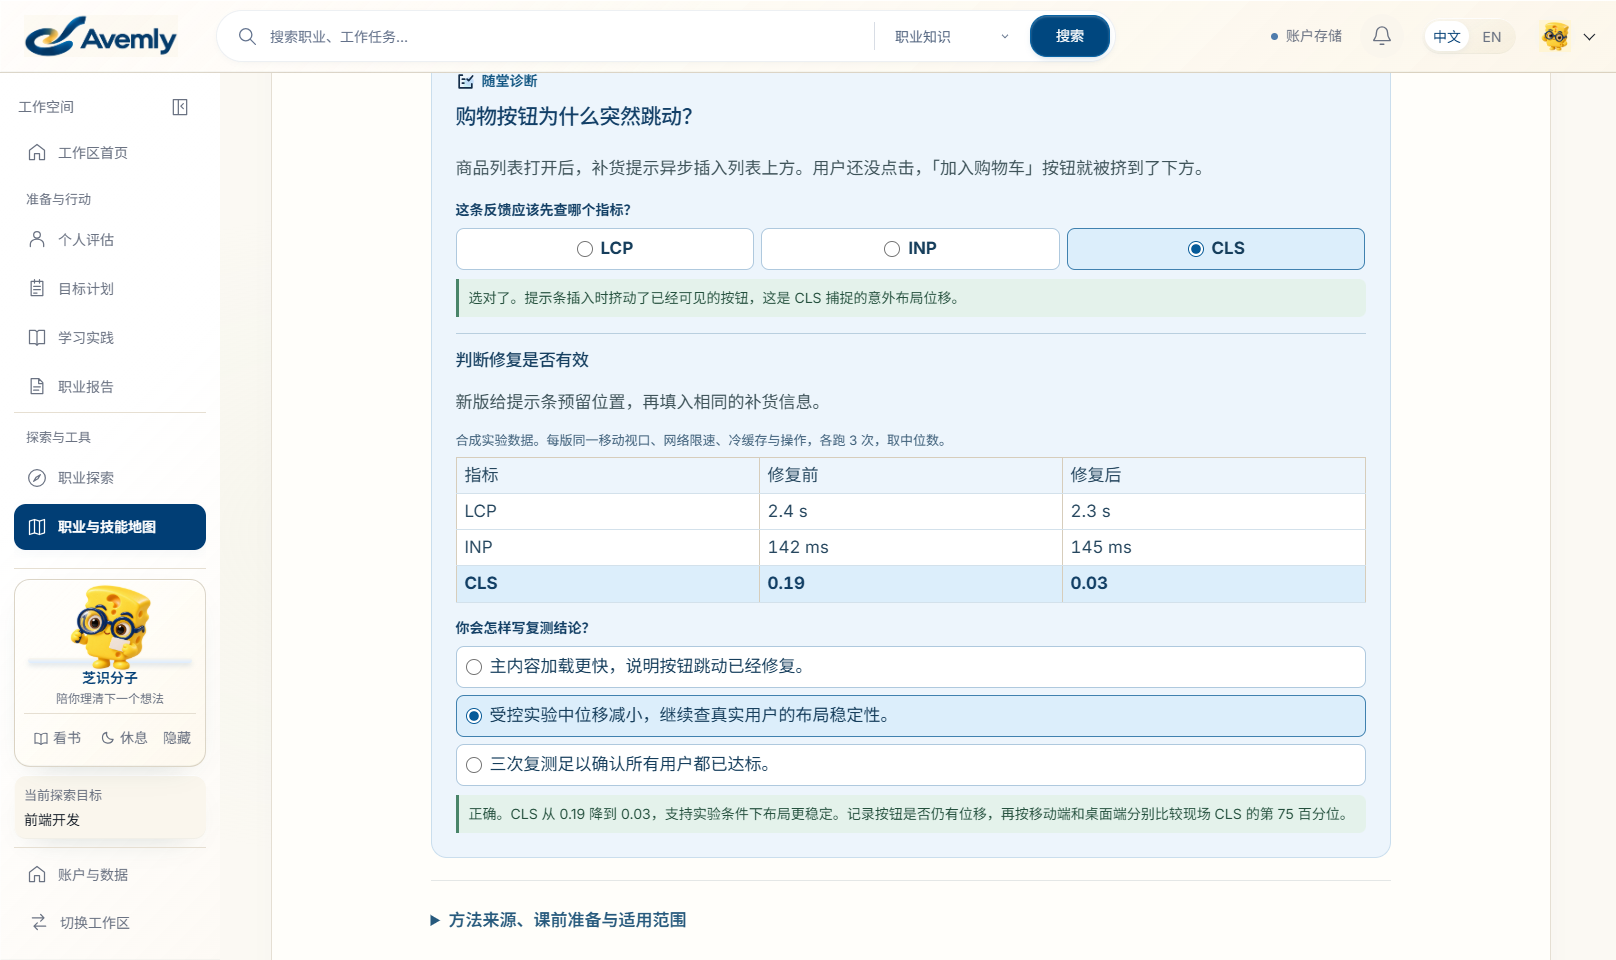 Avemly
搜索职业、工作任务...
职业知识
搜索
账户存储
中文
EN
工作空间
工作区首页
准备与行动
个人评估
目标计划
学习实践
职业报告
探索与工具
职业探索
职业与技能地图
芝识分子
陪你理清下一个想法
看书
休息
隐藏
当前探索目标
前端开发
账户与数据
切换工作区
随堂诊断
购物按钮为什么突然跳动？
商品列表打开后，补货提示异步插入列表上方。用户还没点击，「加入购物车」按钮就被挤到了下方。
这条反馈应该先查哪个指标？
LCP
INP
CLS
选对了。提示条插入时挤动了已经可见的按钮，这是 CLS 捕捉的意外布局位移。
判断修复是否有效
新版给提示条预留位置，再填入相同的补货信息。
合成实验数据。每版同一移动视口、网络限速、冷缓存与操作，各跑 3 次，取中位数。
指标 修复前 修复后
LCP 2.4 s 2.3 s
INP 142 ms 145 ms
CLS 0.19 0.03
你会怎样写复测结论？
主内容加载更快，说明按钮跳动已经修复。
受控实验中位移减小，继续查真实用户的布局稳定性。
三次复测足以确认所有用户都已达标。
正确。CLS 从 0.19 降到 0.03，支持实验条件下布局更稳定。记录按钮是否仍有位移，再按移动端和桌面端分别比较现场 CLS 的第 75 百分位。
方法来源、课前准备与适用范围